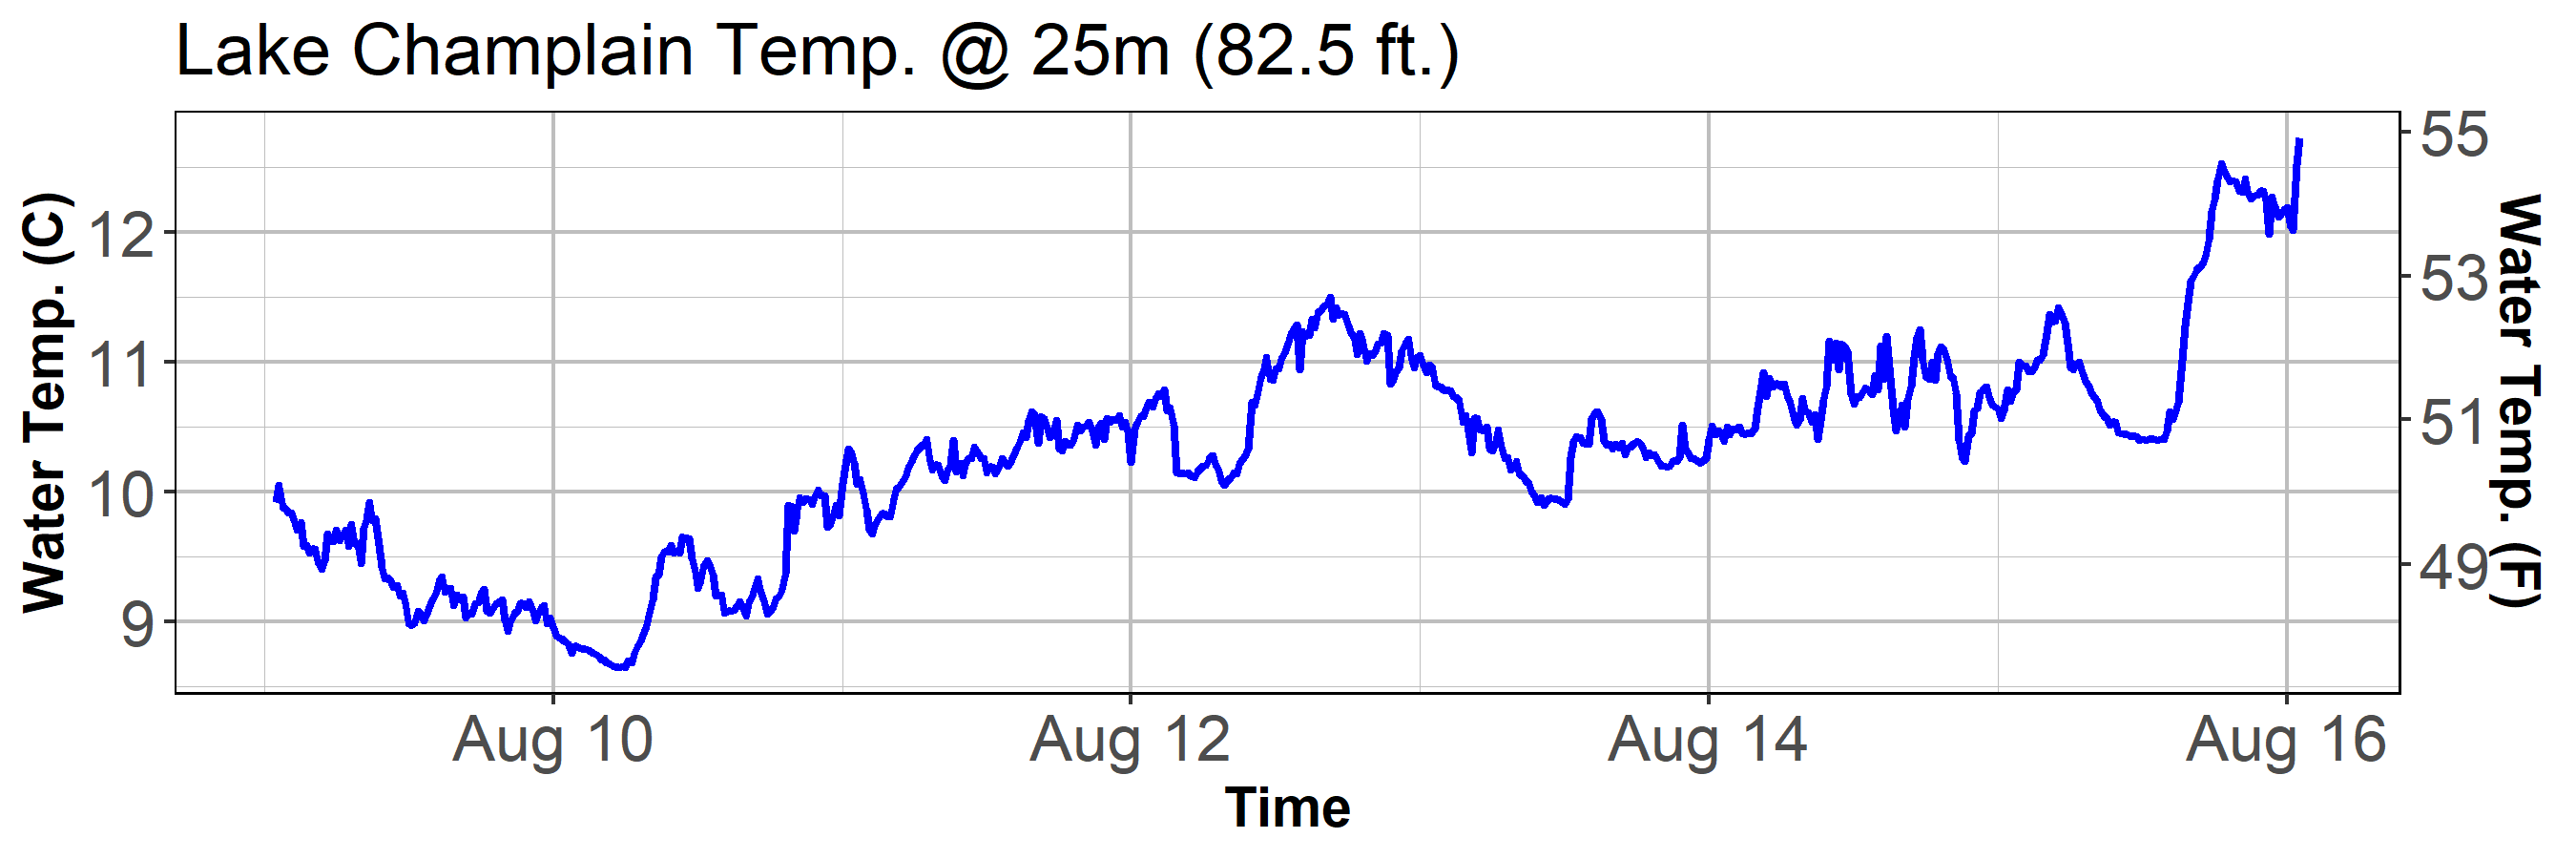 Lake Champlain Temp. @ 25m (82.5 ft.)
Water Temp. (C)
12
11
10
9
55
53
51
49
Water Temp. (F)
Aug 10 Aug 12 Aug 14 Aug 16
Time